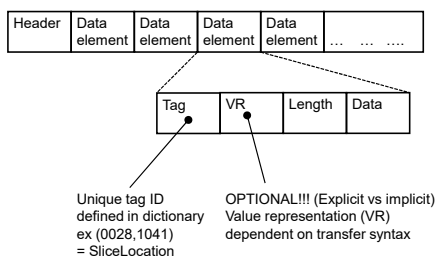 Header
Data
element
Data
element
Data
element
Data
element
... ... ....
Tag
VR
Length
Data
Unique tag ID
defined in dictionary
ex (0028,1041)
= SliceLocation
OPTIONAL!!! (Explicit vs implicit)
Value representation (VR)
dependent on transfer syntax